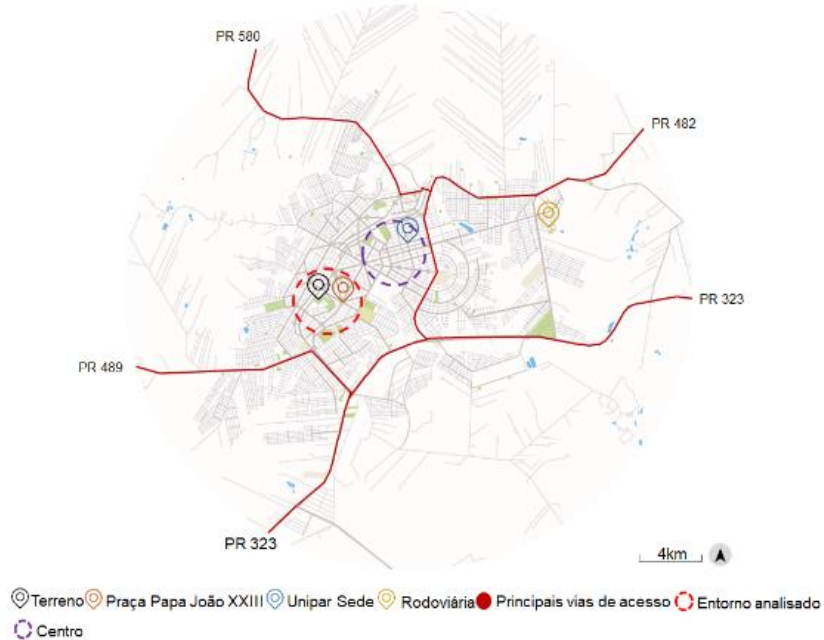 PR 580
PR 482
PR 323
PR 489
PR 323
4km
Terreno Praça Papa João XXIII Unipar Sede Rodoviária Principais vias de acesso Entorno analisado
Centro